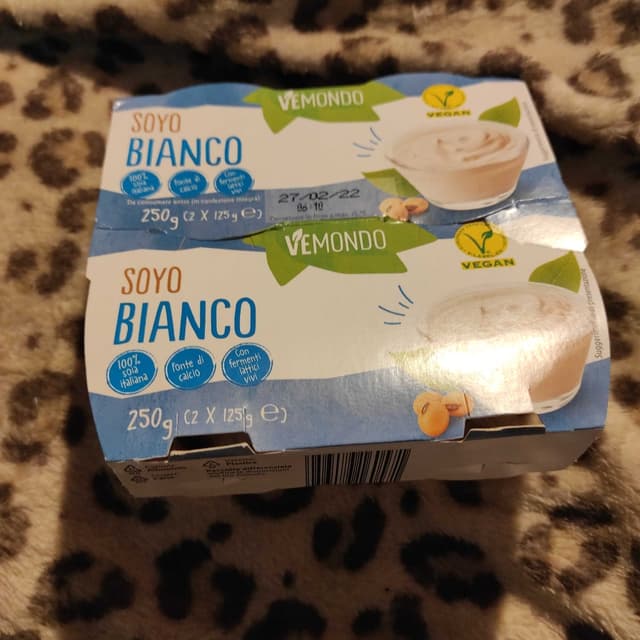 VEMONDO
VEGAN
SOYO
BIANCO
100%
soia
italiana
fonte di
calcio
Con
fermenti
lattici
vivi
27/02/22
250g (2 X 125g e)
VEMONDO
VEGAN
SOYO
BIANCO
100%
soia
italiana
fonte di
calcio
Con
fermenti
lattici
vivi
250g (2 X 125g e)